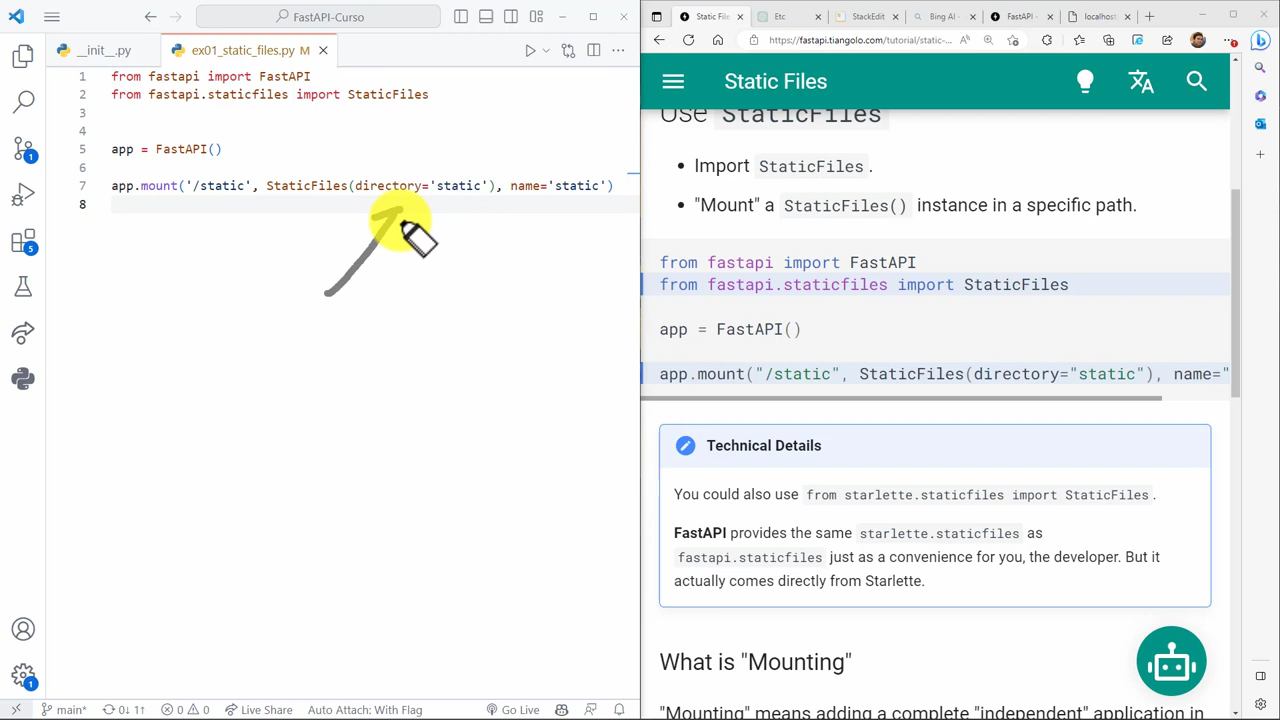 FastAPI-Curso
__init__.py
ex01_static_files.py M
1 from fastapi import FastAPI
2 from fastapi.staticfiles import StaticFiles
3
4
5 app = FastAPI()
6
7 app.mount('/static', StaticFiles(directory='static'), name='static')
8
1
5
1
main*
0↓ 1↑
0 0
Live Share
Auto Attach: With Flag
Go Live
Static File
Etc
StackEdit
Bing AI -
FastAPI -
localhost:
https://fastapi.tiangolo.com/tutorial/static-...
Static Files
Use StaticFiles
• Import StaticFiles.
• "Mount" a StaticFiles() instance in a specific path.
from fastapi import FastAPI
from fastapi.staticfiles import StaticFiles
app = FastAPI()
app.mount("/static", StaticFiles(directory="static"), name="
Technical Details
You could also use from starlette.staticfiles import StaticFiles.
FastAPI provides the same starlette.staticfiles as
fastapi.staticfiles just as a convenience for you, the developer. But it
actually comes directly from Starlette.
What is "Mounting"
"Mounting" means adding a complete "independent" application in